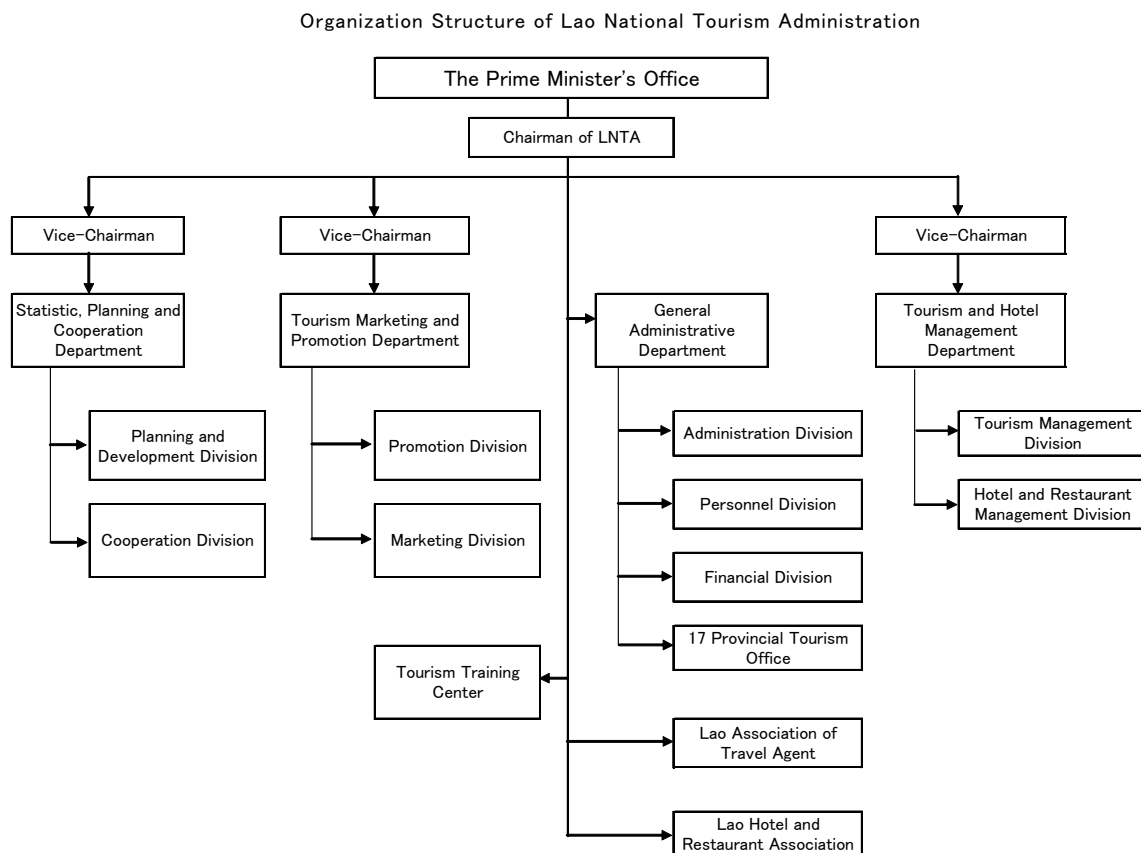 Organization Structure of Lao National Tourism Administration
The Prime Minister's Office
Chairman of LNTA
Vice-Chairman
Vice-Chairman
Vice-Chairman
Statistic, Planning and
Cooperation
Department
Tourism Marketing and
Promotion Department
General
Administrative
Department
Tourism and Hotel
Management
Department
Planning and
Development Division
Cooperation Division
Promotion Division
Marketing Division
Administration Division
Personnel Division
Financial Division
17 Provincial Tourism
Office
Tourism Management
Division
Hotel and Restaurant
Management Division
Tourism Training
Center
Lao Association of
Travel Agent
Lao Hotel and
Restaurant Association